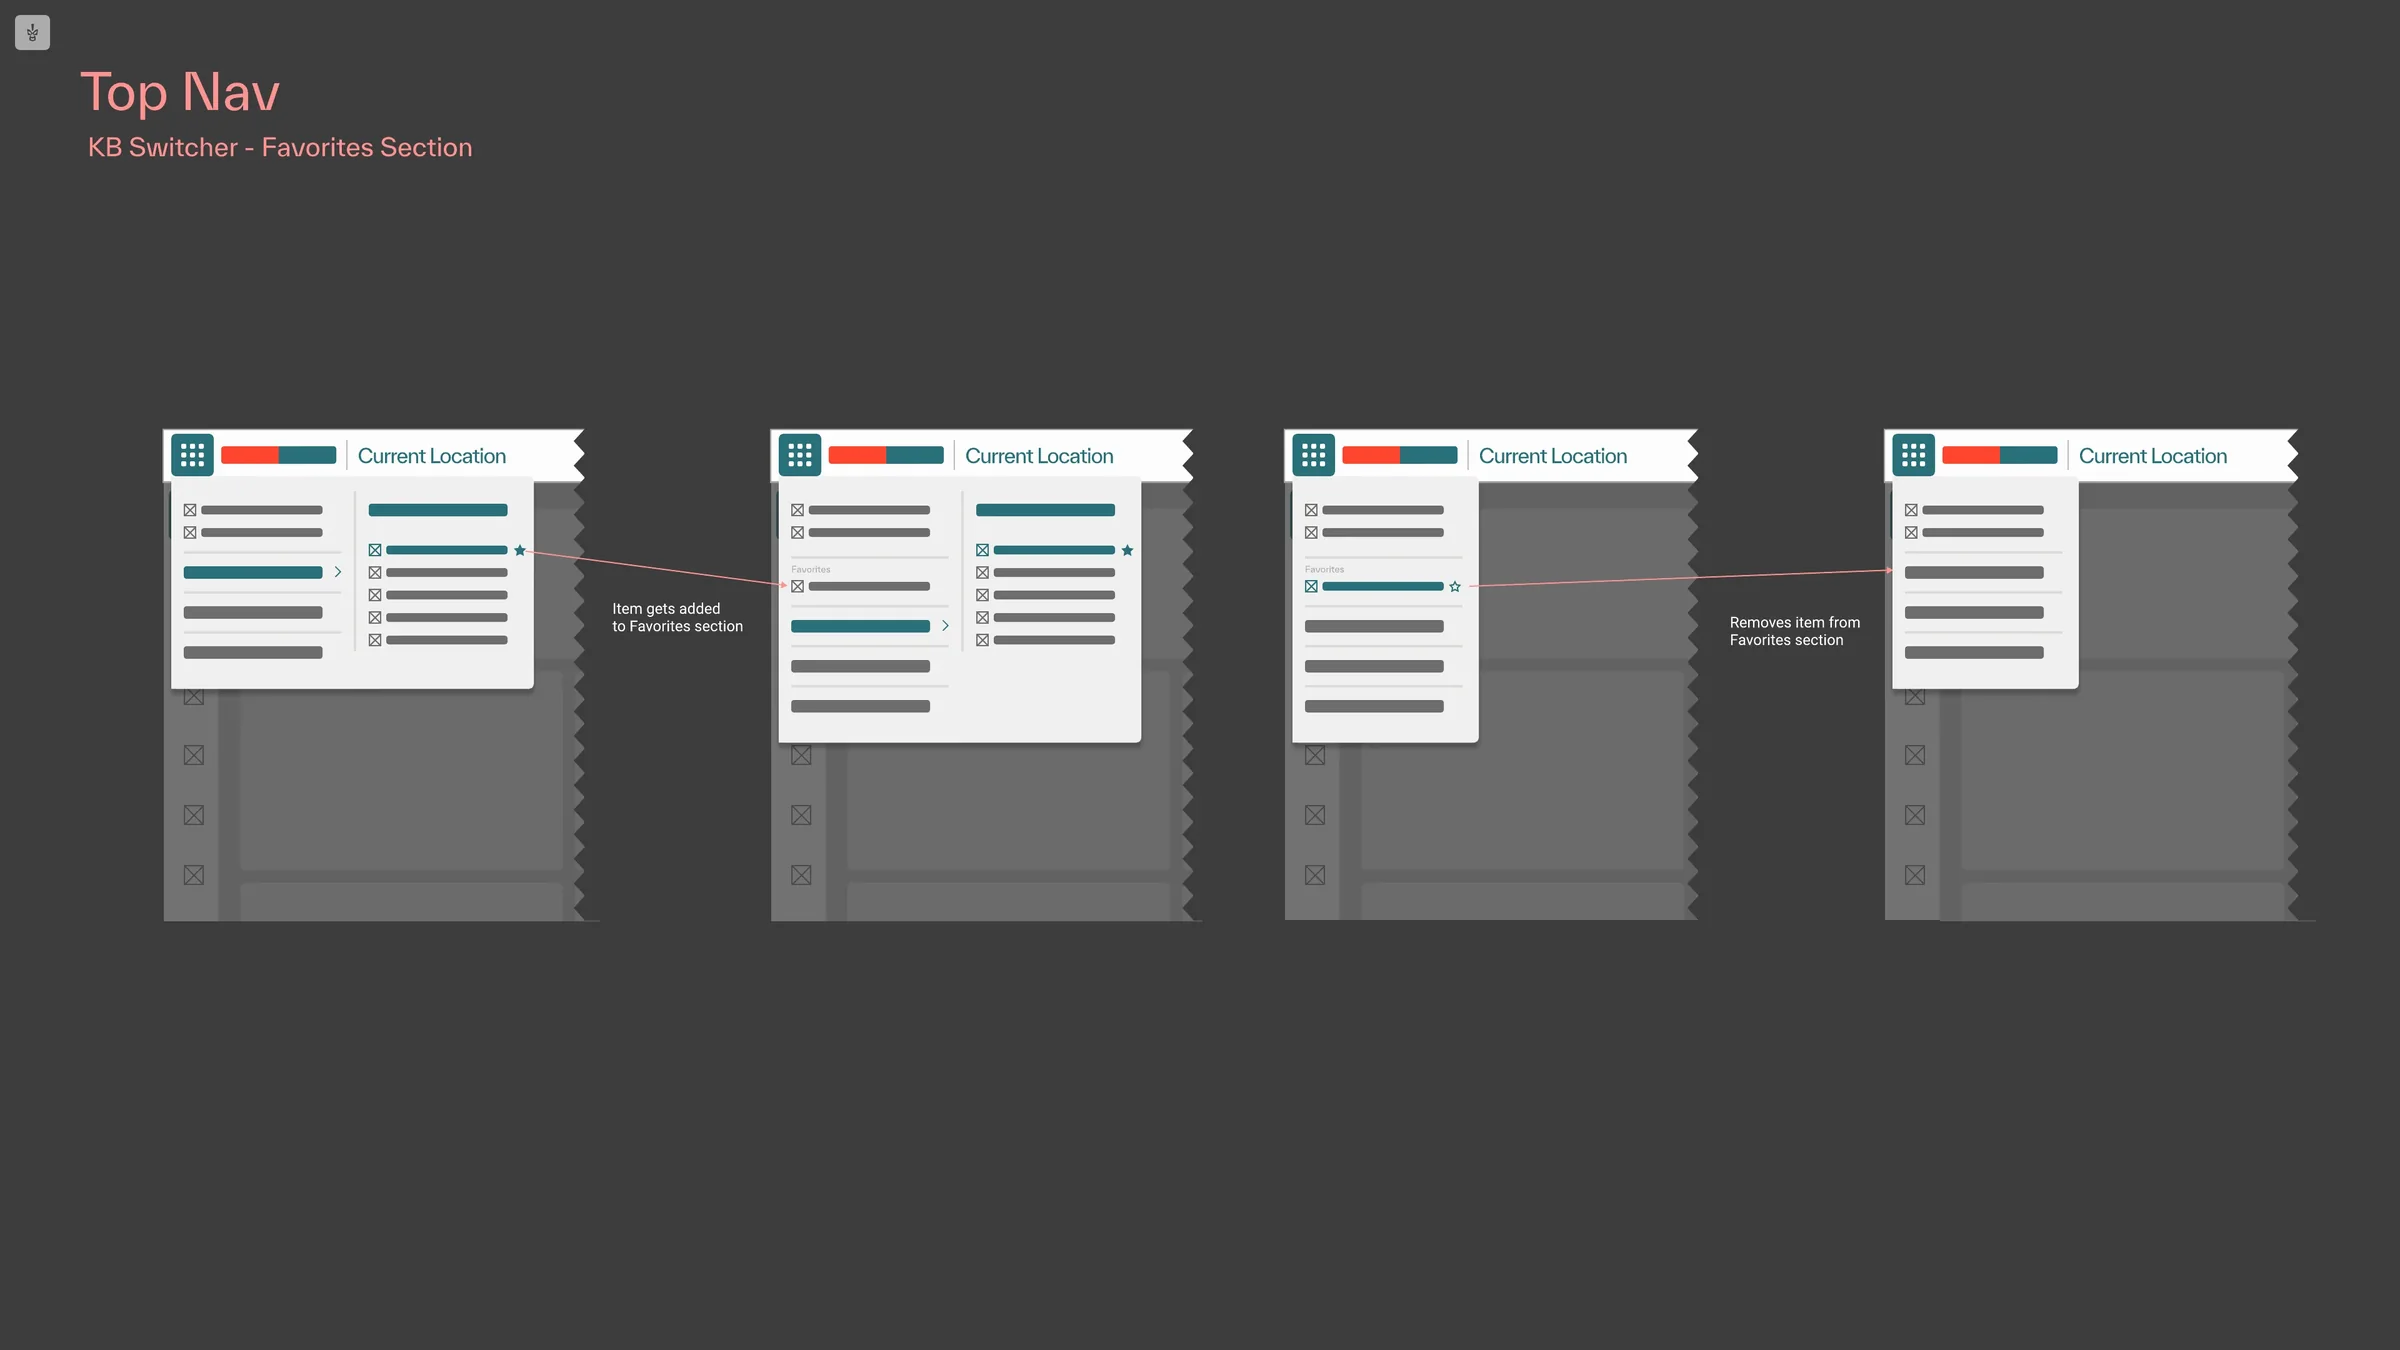 Top Nav
KB Switcher - Favorites Section
Current Location
Current Location
Current Location
Current Location
Item gets added
to Favorites section
Favorites
Favorites
Removes item from
Favorites section